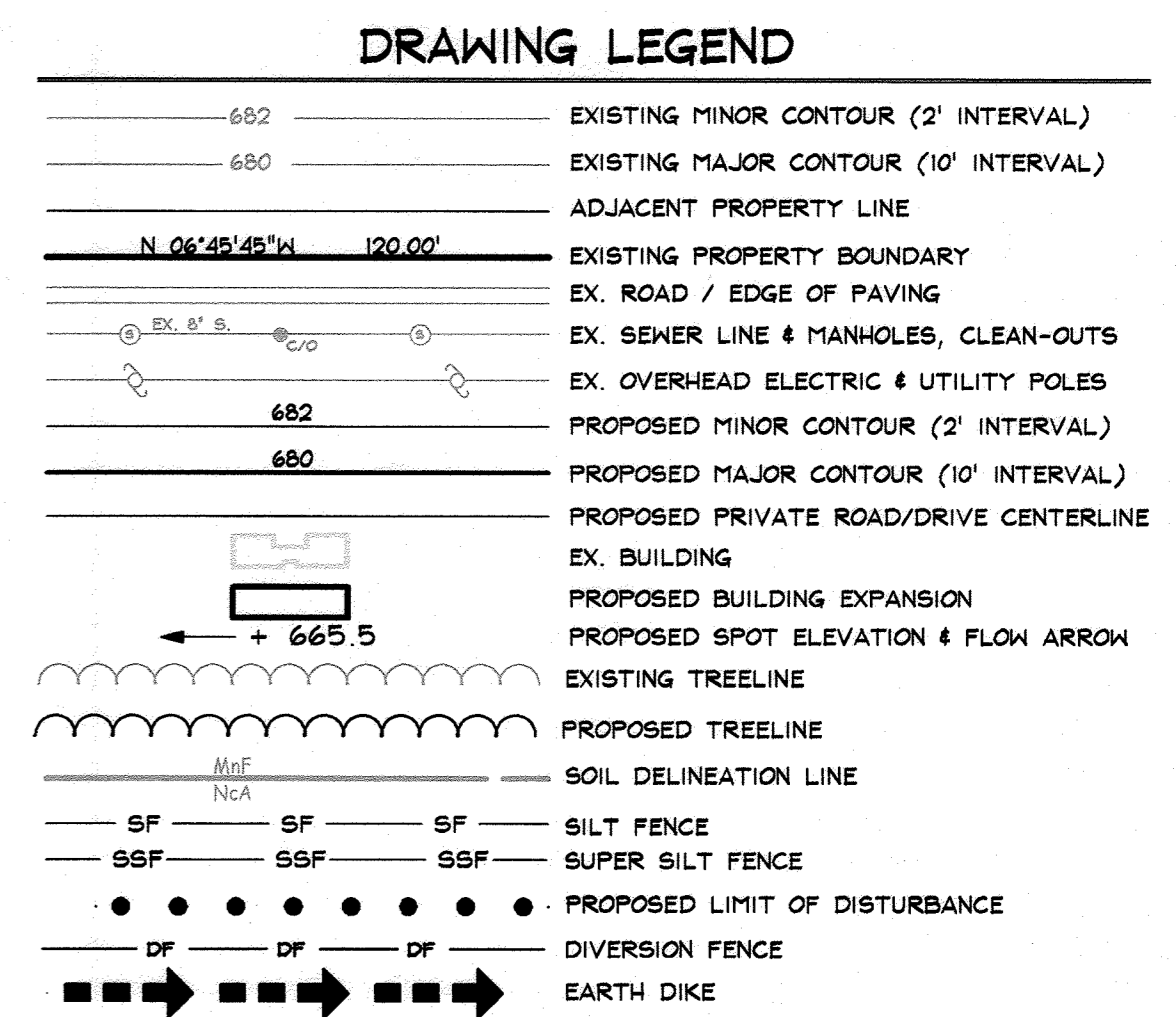 DRAWING LEGEND
682 EXISTING MINOR CONTOUR (2' INTERVAL)
680 EXISTING MAJOR CONTOUR (10' INTERVAL)
ADJACENT PROPERTY LINE
N 06°45'45"W 120.00' EXISTING PROPERTY BOUNDARY
EX. ROAD / EDGE OF PAVING
S EX. 8" S. C/O S EX. SEWER LINE & MANHOLES, CLEAN-OUTS
EX. OVERHEAD ELECTRIC & UTILITY POLES
682 PROPOSED MINOR CONTOUR (2' INTERVAL)
680 PROPOSED MAJOR CONTOUR (10' INTERVAL)
PROPOSED PRIVATE ROAD/DRIVE CENTERLINE
EX. BUILDING
PROPOSED BUILDING EXPANSION
+ 665.5 PROPOSED SPOT ELEVATION & FLOW ARROW
EXISTING TREELINE
PROPOSED TREELINE
MnF
NcA
SOIL DELINEATION LINE
SF SF SF SILT FENCE
SSF SSF SSF SUPER SILT FENCE
PROPOSED LIMIT OF DISTURBANCE
DF DF DF DIVERSION FENCE
EARTH DIKE